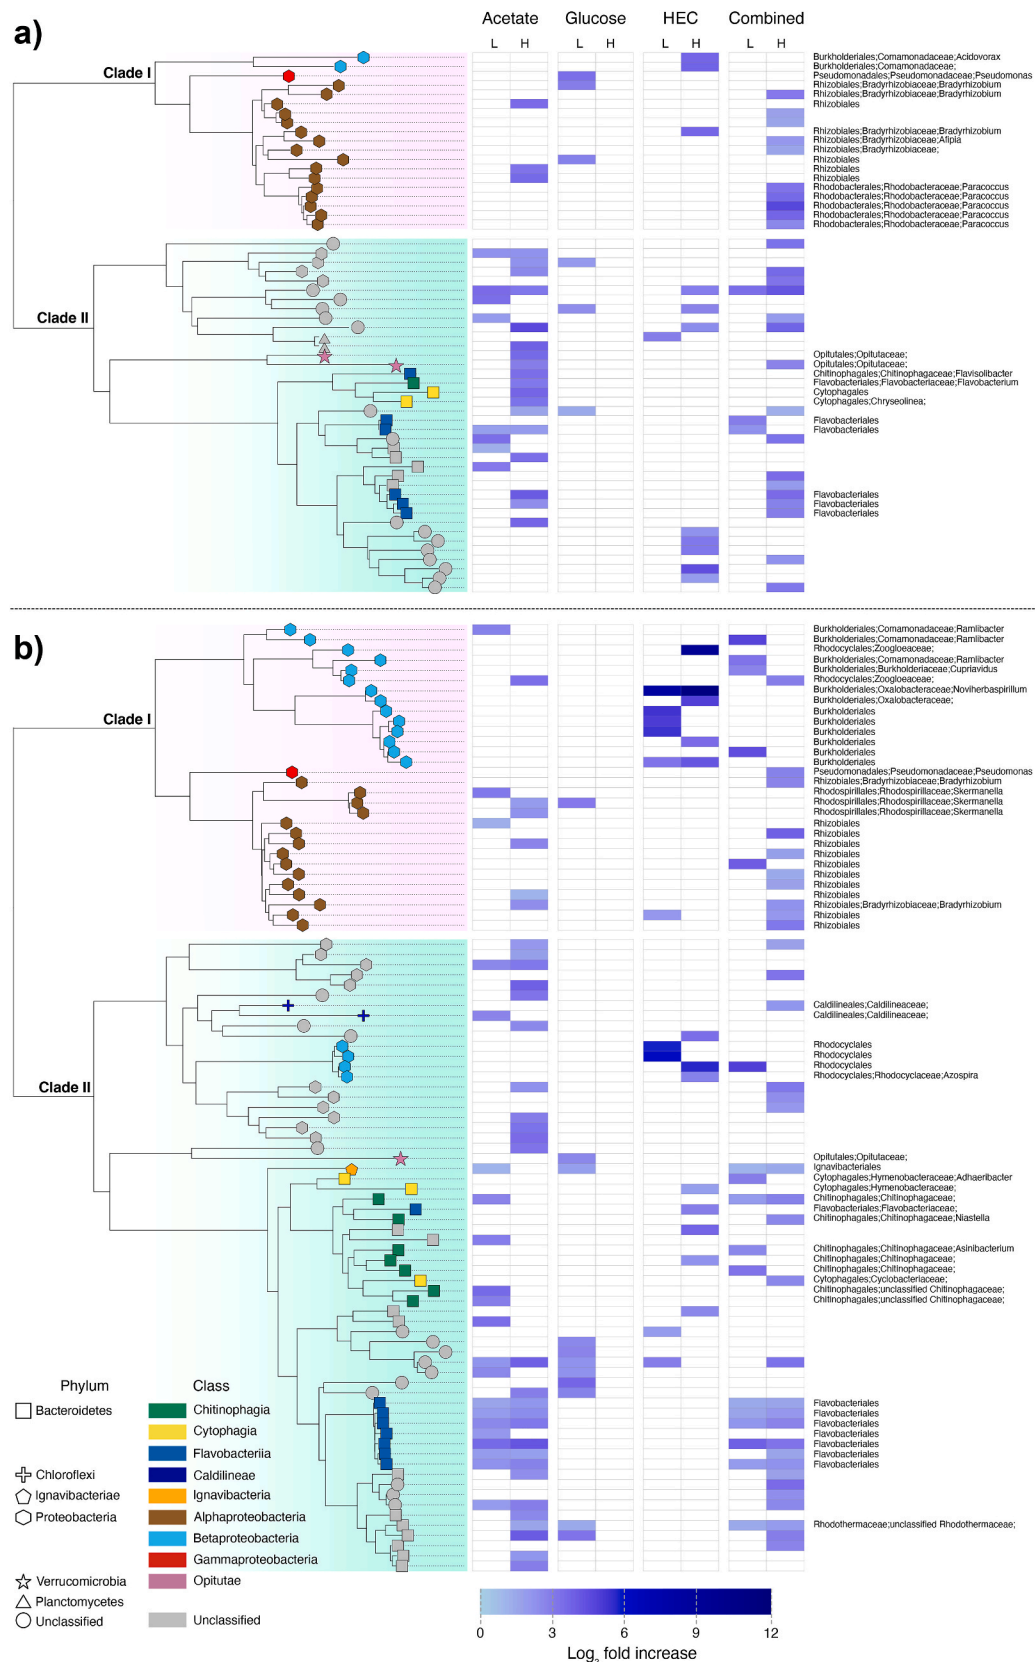 a)
Acetate Glucose HEC Combined
L H L H L H L H
Clade I
Burkholderiales;Comamonadaceae;Acidovorax
Burkholderiales;Comamonadaceae;
Pseudomonadales;Pseudomonadaceae;Pseudomonas
Rhizobiales;Bradyrhizobiaceae;Bradyrhizobium
Rhizobiales;Bradyrhizobiaceae;Bradyrhizobium
Rhizobiales
Rhizobiales;Bradyrhizobiaceae;Bradyrhizobium
Rhizobiales;Bradyrhizobiaceae;Afipia
Rhizobiales;Bradyrhizobiaceae;
Rhizobiales
Rhizobiales
Rhizobiales
Rhodobacterales;Rhodobacteraceae;Paracoccus
Rhodobacterales;Rhodobacteraceae;Paracoccus
Rhodobacterales;Rhodobacteraceae;Paracoccus
Rhodobacterales;Rhodobacteraceae;Paracoccus
Rhodobacterales;Rhodobacteraceae;Paracoccus
Clade II
Opitutales;Opitutaceae;
Opitutales;Opitutaceae;
Chitinophagales;Chitinophagaceae;Flavisolibacter
Flavobacteriales;Flavobacteriaceae;Flavobacterium
Cytophagales
Cytophagales;Chryseolinea;
Flavobacteriales
Flavobacteriales
Flavobacteriales
Flavobacteriales
Flavobacteriales
b)
Clade I
Burkholderiales;Comamonadaceae;Ramlibacter
Burkholderiales;Comamonadaceae;Ramlibacter
Rhodocyclales;Zoogloeaceae;
Burkholderiales;Comamonadaceae;Ramlibacter
Burkholderiales;Burkholderiaceae;Cupriavidus
Rhodocyclales;Zoogloeaceae;
Burkholderiales;Oxalobacteraceae;Noviherbaspirillum
Burkholderiales;Oxalobacteraceae;
Burkholderiales
Burkholderiales
Burkholderiales
Burkholderiales
Burkholderiales
Burkholderiales
Pseudomonadales;Pseudomonadaceae;Pseudomonas
Rhizobiales;Bradyrhizobiaceae;Bradyrhizobium
Rhodospirillales;Rhodospirillaceae;Skermanella
Rhodospirillales;Rhodospirillaceae;Skermanella
Rhodospirillales;Rhodospirillaceae;Skermanella
Rhizobiales
Rhizobiales
Rhizobiales
Rhizobiales
Rhizobiales
Rhizobiales
Rhizobiales
Rhizobiales
Rhizobiales;Bradyrhizobiaceae;Bradyrhizobium
Rhizobiales
Rhizobiales
Clade II
Caldilineales;Caldilineaceae;
Caldilineales;Caldilineaceae;
Rhodocyclales
Rhodocyclales
Rhodocyclales
Rhodocyclales;Rhodocyclaceae;Azospira
Opitutales;Opitutaceae;
Ignavibacteriales
Cytophagales;Hymenobacteraceae;Adhaeribacter
Cytophagales;Hymenobacteraceae;
Chitinophagales;Chitinophagaceae;
Flavobacteriales;Flavobacteriaceae;
Chitinophagales;Chitinophagaceae;Niastella
Chitinophagales;Chitinophagaceae;Asinibacterium
Chitinophagales;Chitinophagaceae;
Chitinophagales;Chitinophagaceae;
Cytophagales;Cyclobacteriaceae;
Chitinophagales;unclassified Chitinophagaceae;
Chitinophagales;unclassified Chitinophagaceae;
Flavobacteriales
Flavobacteriales
Flavobacteriales
Flavobacteriales
Flavobacteriales
Flavobacteriales
Flavobacteriales
Rhodothermaceae;unclassified Rhodothermaceae;
Phylum Class
Bacteroidetes Chitinophagia
Cytophagia
Flavobacteriia
Chloroflexi Caldilineae
Ignavibacteriae Ignavibacteria
Proteobacteria Alphaproteobacteria
Betaproteobacteria
Gammaproteobacteria
Verrucomicrobia Opitutae
Planctomycetes
Unclassified Unclassified
0 3 6 9 12
Log2 fold increase